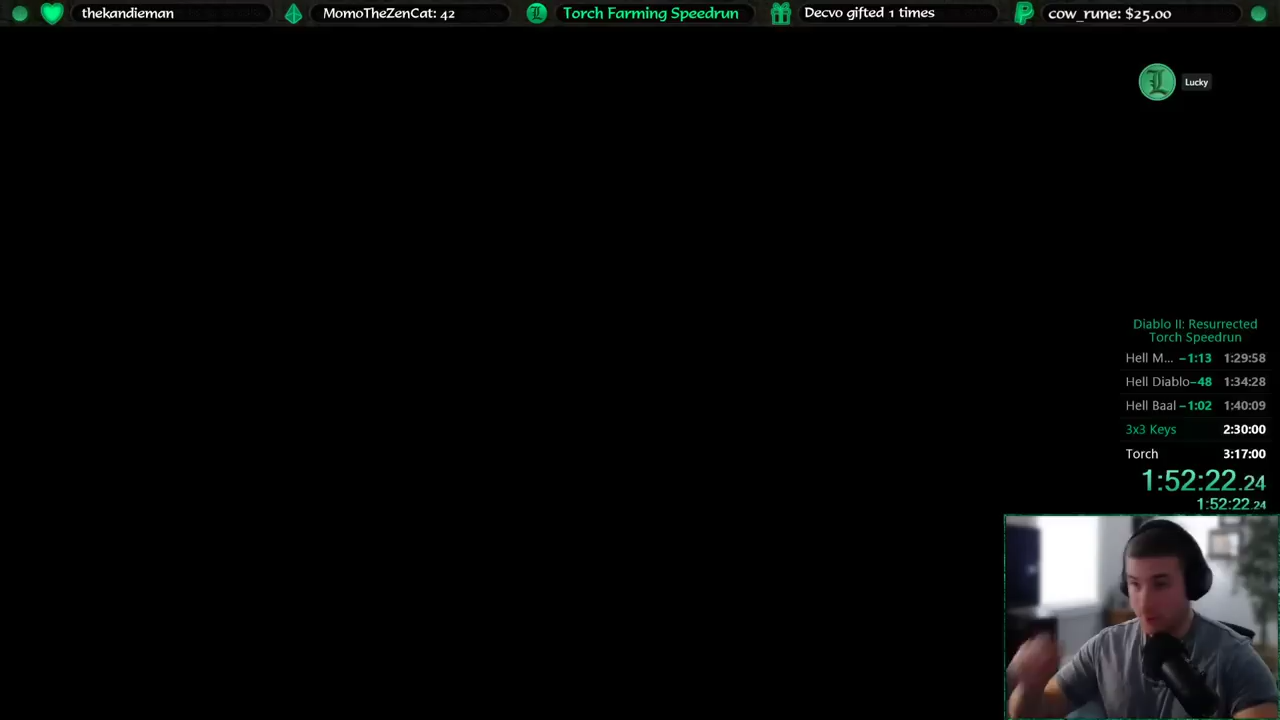 thekandieman
MomoTheZenCat: 42
Torch Farming Speedrun
Decvo gifted 1 times
cow_rune: $25.00
Lucky
Diablo II: Resurrected
Torch Speedrun
Hell M... −1:13 1:29:58
Hell Diablo−48 1:34:28
Hell Baal −1:02 1:40:09
3x3 Keys 2:30:00
Torch 3:17:00
1:52:22.24
1:52:22.24